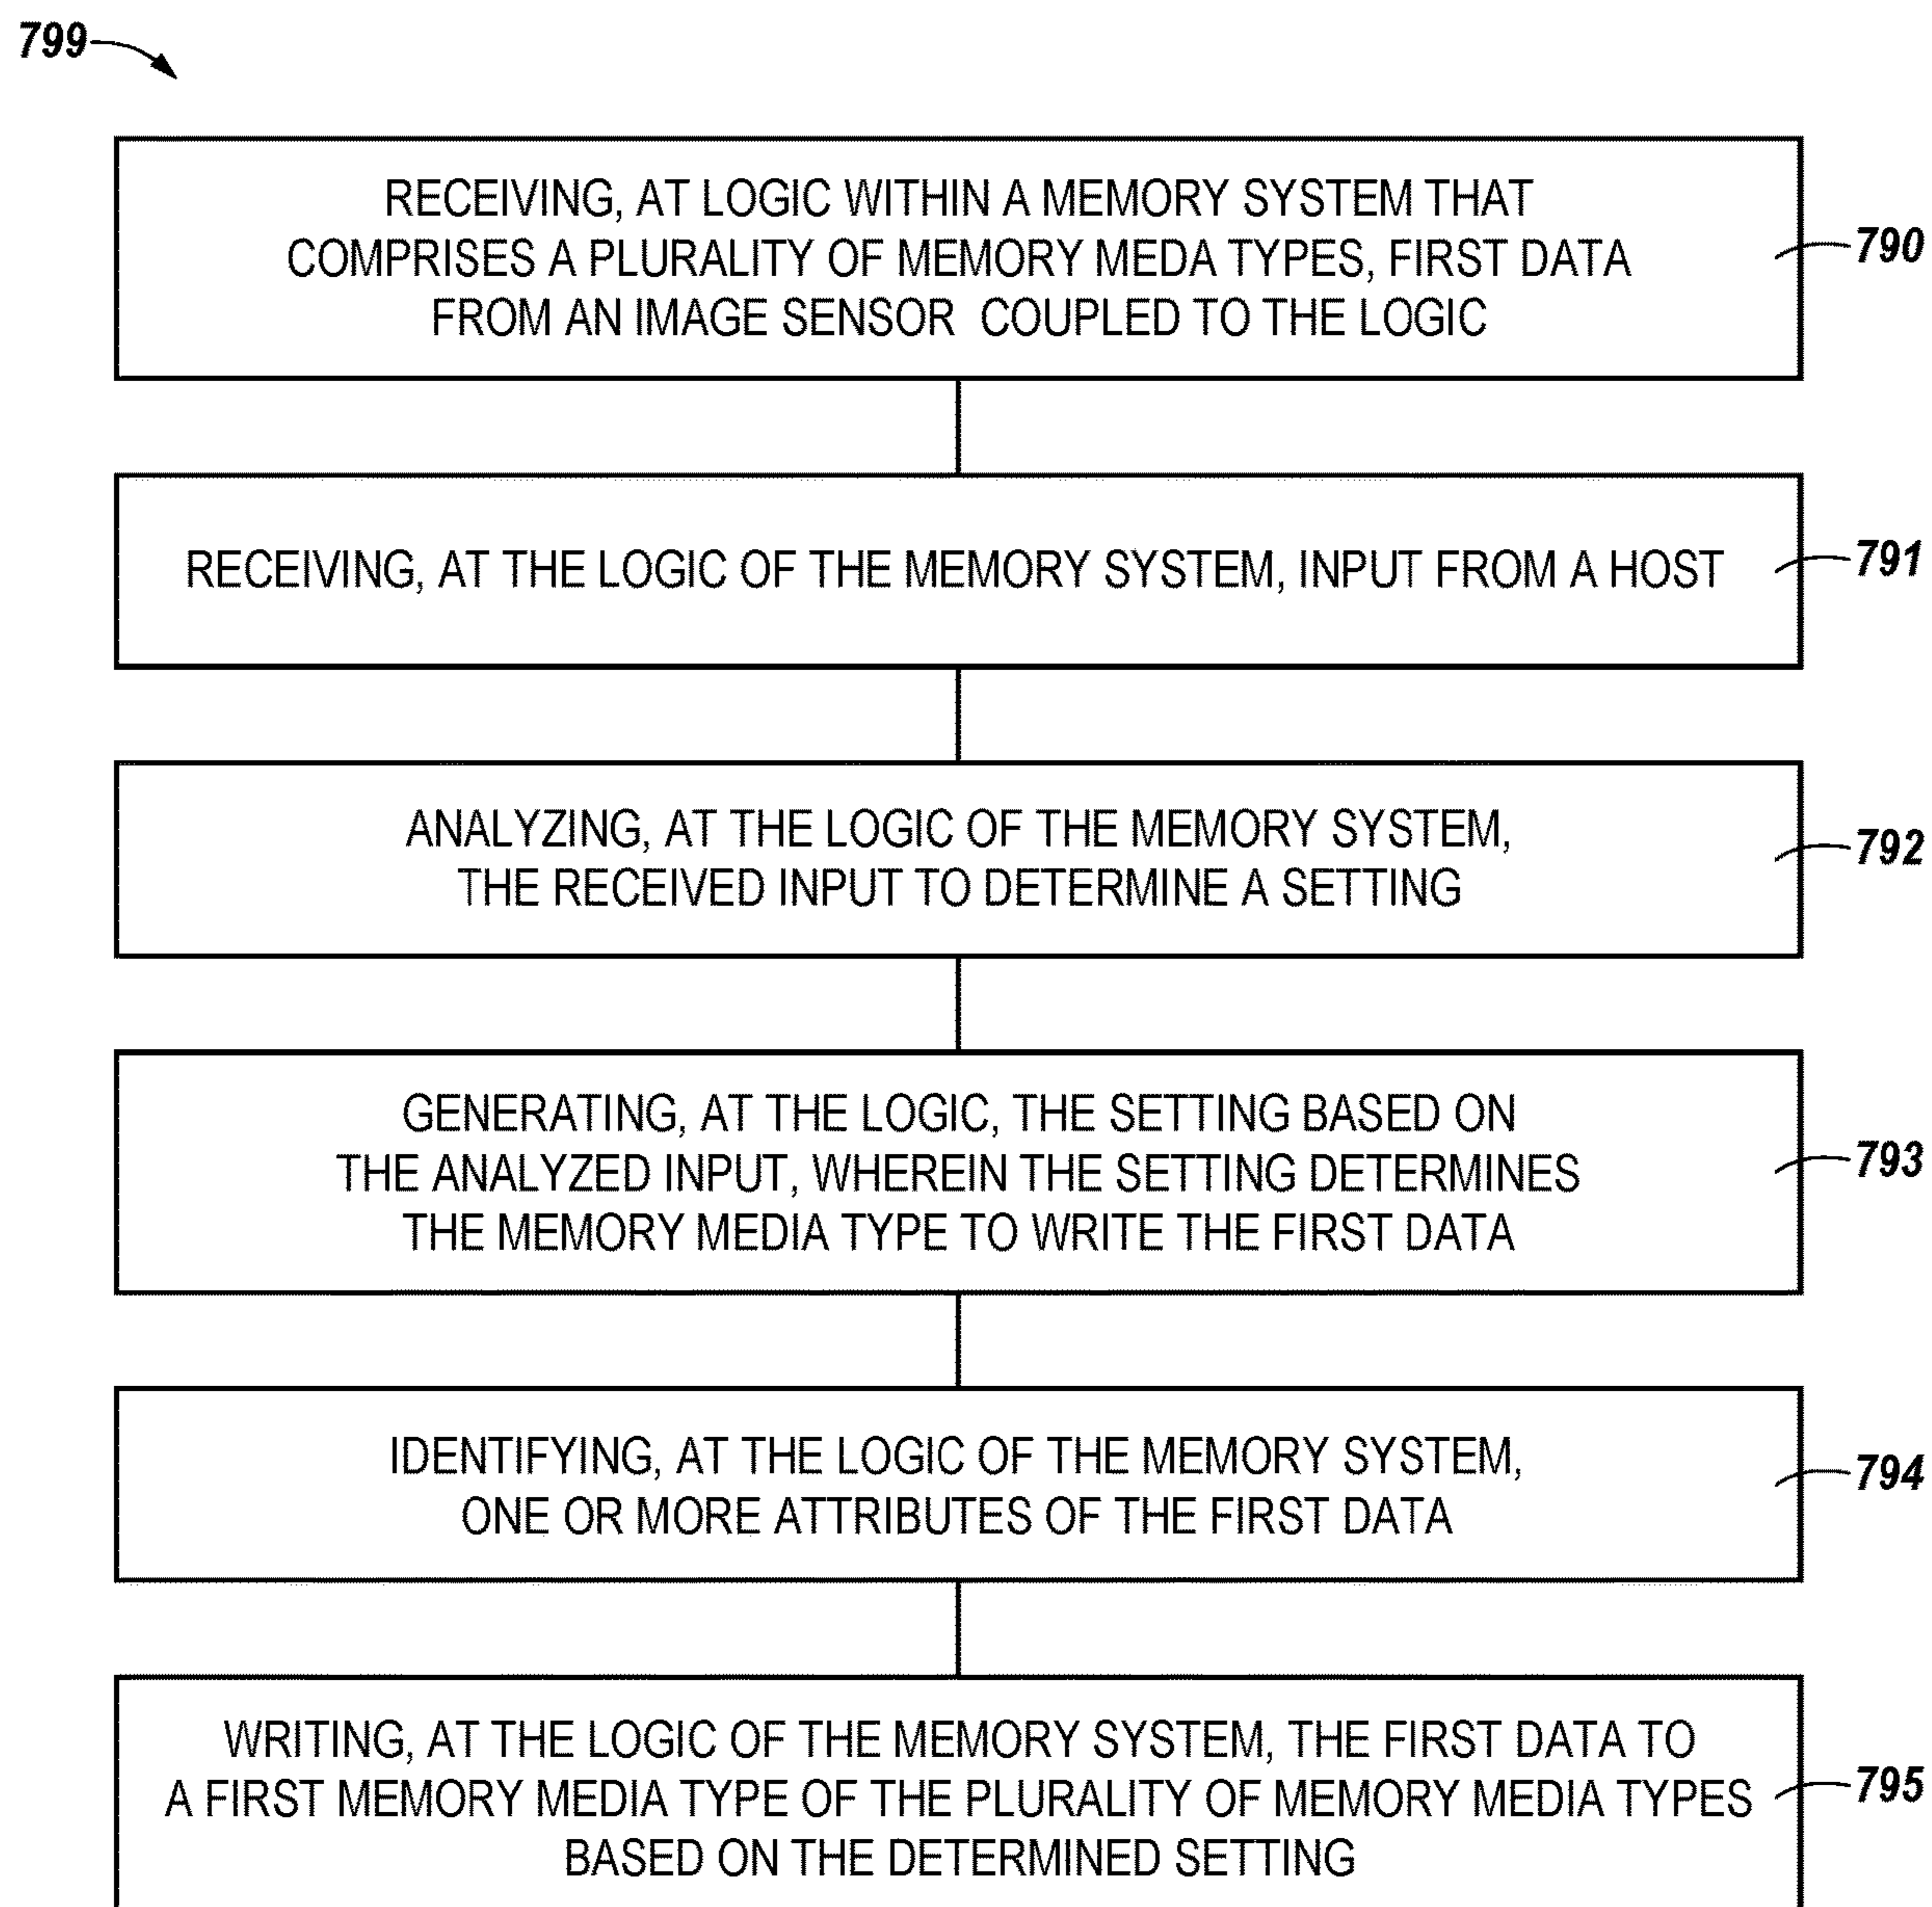 799
RECEIVING, AT LOGIC WITHIN A MEMORY SYSTEM THAT
COMPRISES A PLURALITY OF MEMORY MEDA TYPES, FIRST DATA
FROM AN IMAGE SENSOR COUPLED TO THE LOGIC
790
RECEIVING, AT THE LOGIC OF THE MEMORY SYSTEM, INPUT FROM A HOST
791
ANALYZING, AT THE LOGIC OF THE MEMORY SYSTEM,
THE RECEIVED INPUT TO DETERMINE A SETTING
792
GENERATING, AT THE LOGIC, THE SETTING BASED ON
THE ANALYZED INPUT, WHEREIN THE SETTING DETERMINES
THE MEMORY MEDIA TYPE TO WRITE THE FIRST DATA
793
IDENTIFYING, AT THE LOGIC OF THE MEMORY SYSTEM,
ONE OR MORE ATTRIBUTES OF THE FIRST DATA
794
WRITING, AT THE LOGIC OF THE MEMORY SYSTEM, THE FIRST DATA TO
A FIRST MEMORY MEDIA TYPE OF THE PLURALITY OF MEMORY MEDIA TYPES
BASED ON THE DETERMINED SETTING
795